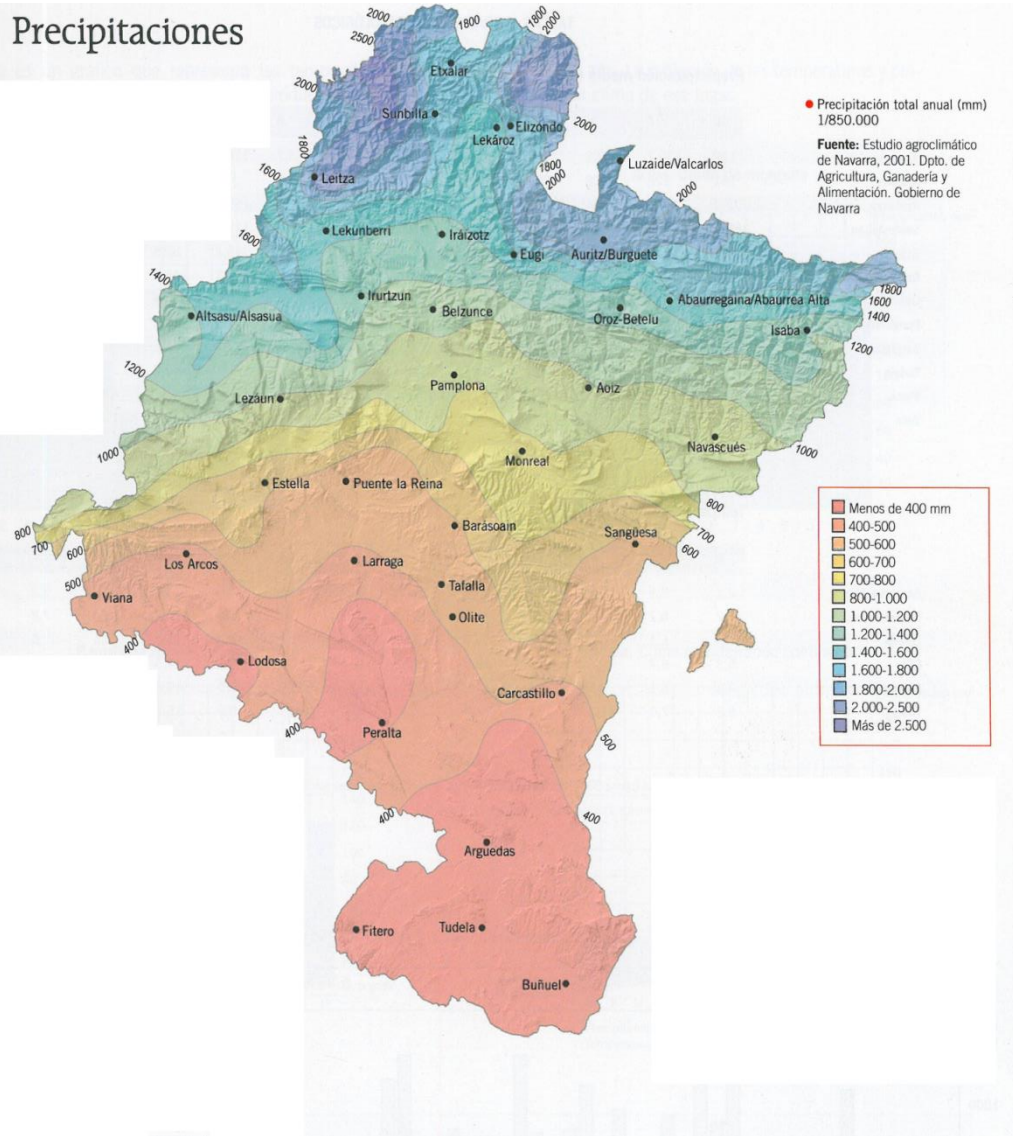 Precipitaciones
2000
2500
2000
1800
1600
1600
1400
1200
1000
800
700
600
500
400
400
400
1800
1800
2000
2000
1800
2000
2000
1800
1600
1400
1200
1000
800
700
600
500
400
Etxalar
Sunbilla
Lekároz
Elizondo
Luzaide/Valcarlos
Leitza
Lekunberri
Iráizotz
Eugi
Auritz/Burguete
Irurtzun
Altsasu/Alsasua
Belzunce
Oroz-Betelu
Abaurregaina/Abaurrea Alta
Isaba
Pamplona
Aoiz
Lezáun
Navascués
Monreal
Estella
Puente la Reina
Barásoain
Sangüesa
Los Arcos
Larraga
Tafalla
Viana
Olite
Lodosa
Carcastillo
Peralta
Arguedas
Fitero
Tudela
Buñuel
Precipitación total anual (mm)
1/850.000
Fuente: Estudio agroclimático
de Navarra, 2001. Dpto. de
Agricultura, Ganadería y
Alimentación. Gobierno de
Navarra
Menos de 400 mm
400-500
500-600
600-700
700-800
800-1.000
1.000-1.200
1.200-1.400
1.400-1.600
1.600-1.800
1.800-2.000
2.000-2.500
Más de 2.500